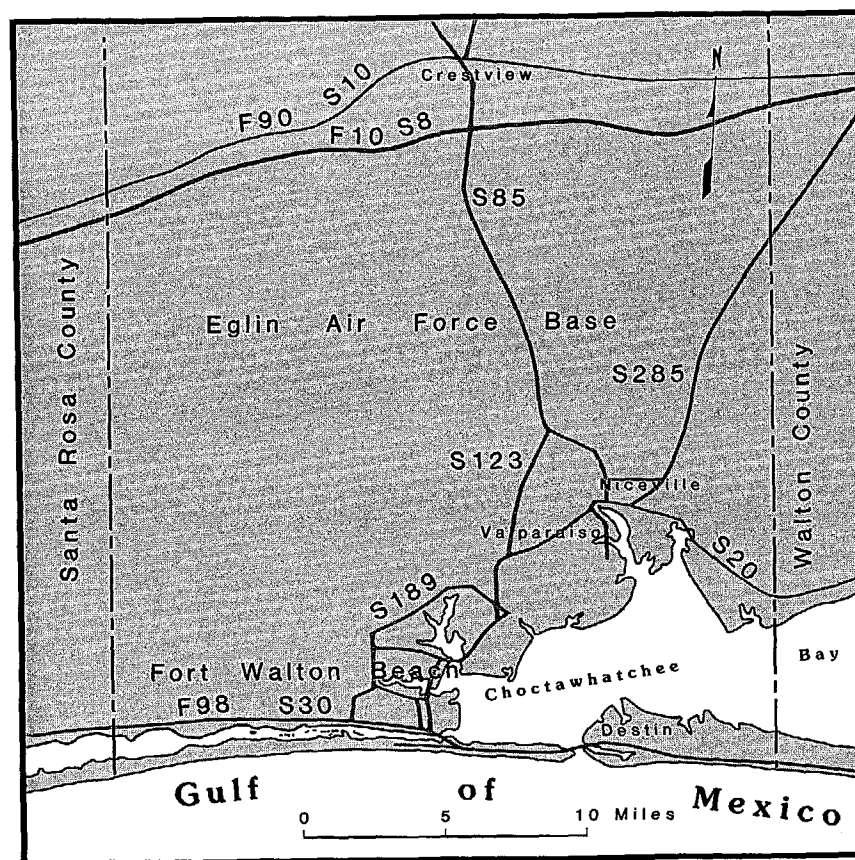 N
Crestview
S10
F90
F10 S8
S85
Santa Rosa County
Eglin Air Force Base
S285
Walton County
S123
Niceville
Valparaiso
S20
S189
Fort Walton Beach
Choctawhatchee Bay
F98 S30
Destin
Gulf of Mexico
0 5 10 Miles